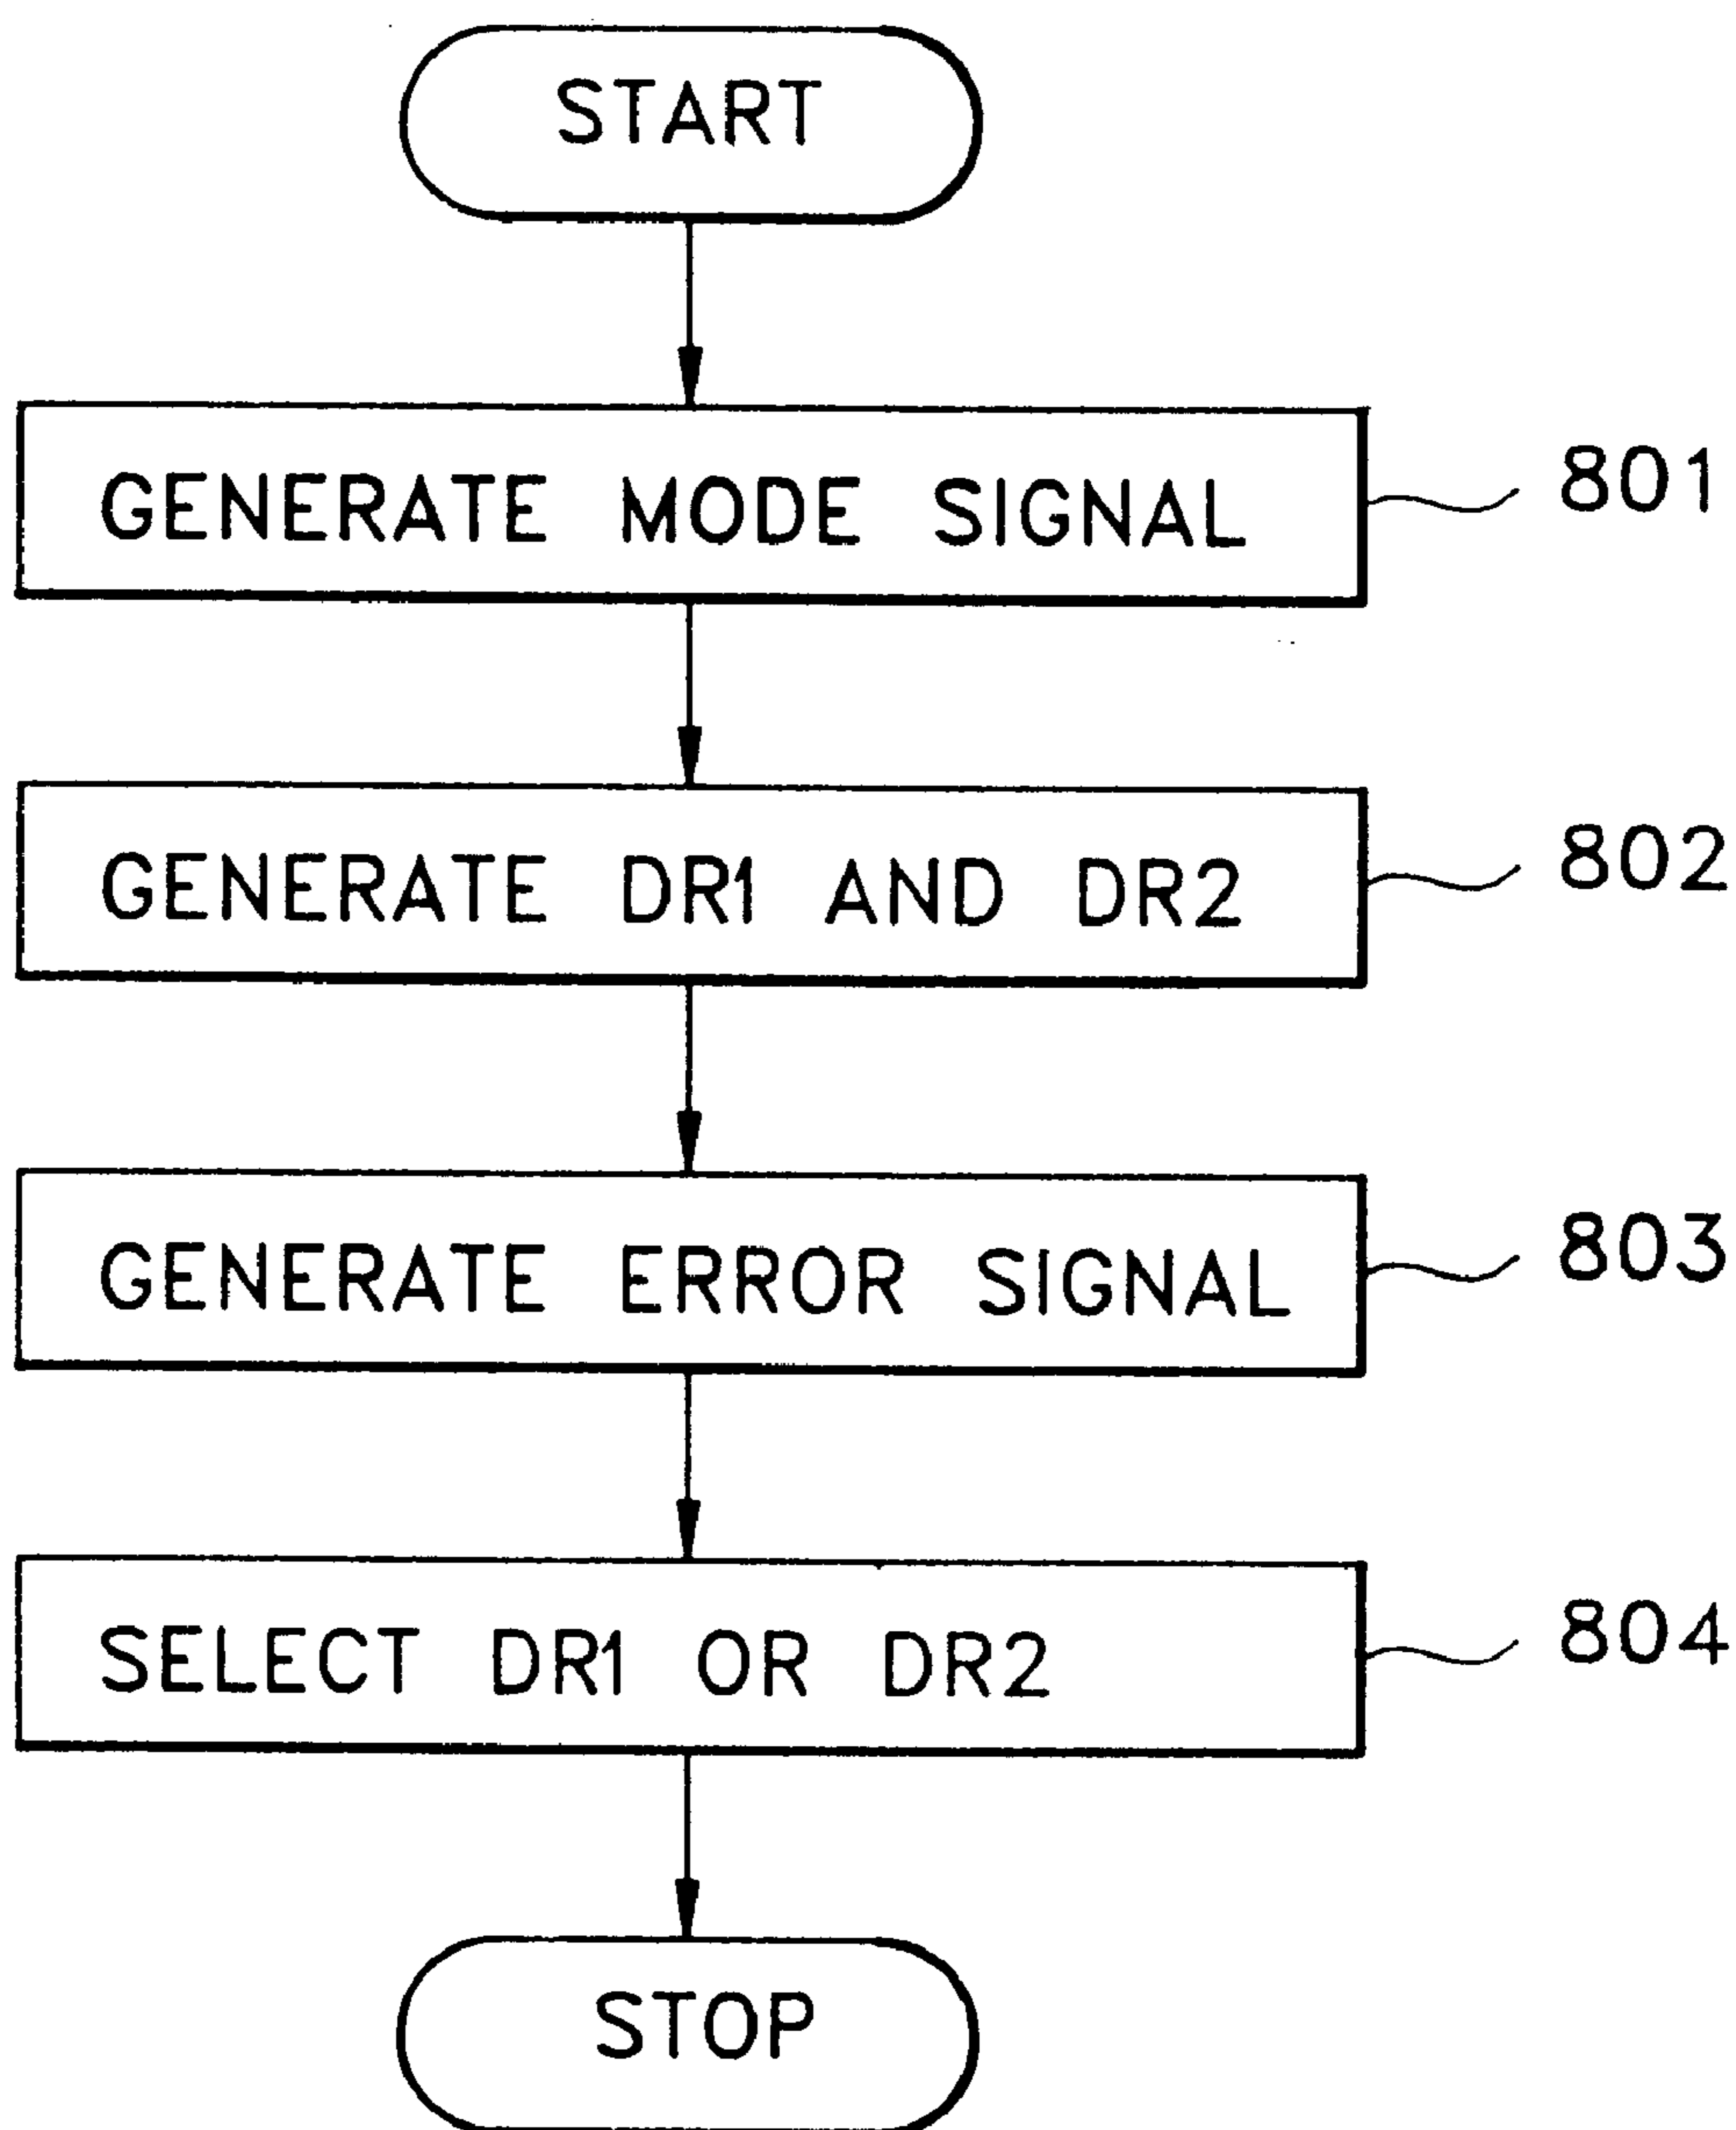 START
GENERATE MODE SIGNAL
801
GENERATE DR1 AND DR2
802
GENERATE ERROR SIGNAL
803
SELECT DR1 OR DR2
804
STOP